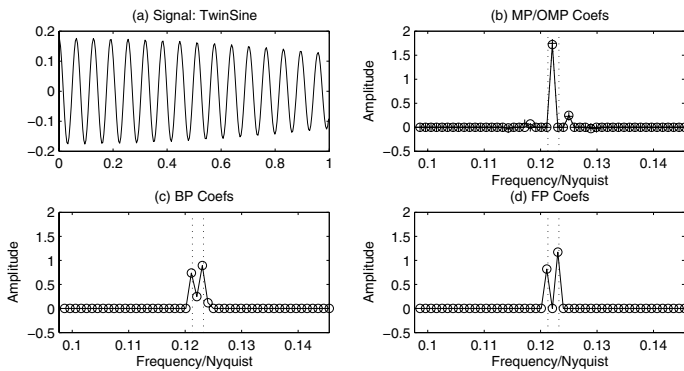 (a) Signal: TwinSine
0.2
0.1
0
−0.1
−0.2
0 0.2 0.4 0.6 0.8 1
(b) MP/OMP Coefs
Amplitude
2
1.5
1
0.5
0
−0.5
0.1 0.11 0.12 0.13 0.14
Frequency/Nyquist
(c) BP Coefs
Amplitude
2
1.5
1
0.5
0
−0.5
0.1 0.11 0.12 0.13 0.14
Frequency/Nyquist
(d) FP Coefs
Amplitude
2
1.5
1
0.5
0
−0.5
0.1 0.11 0.12 0.13 0.14
Frequency/Nyquist